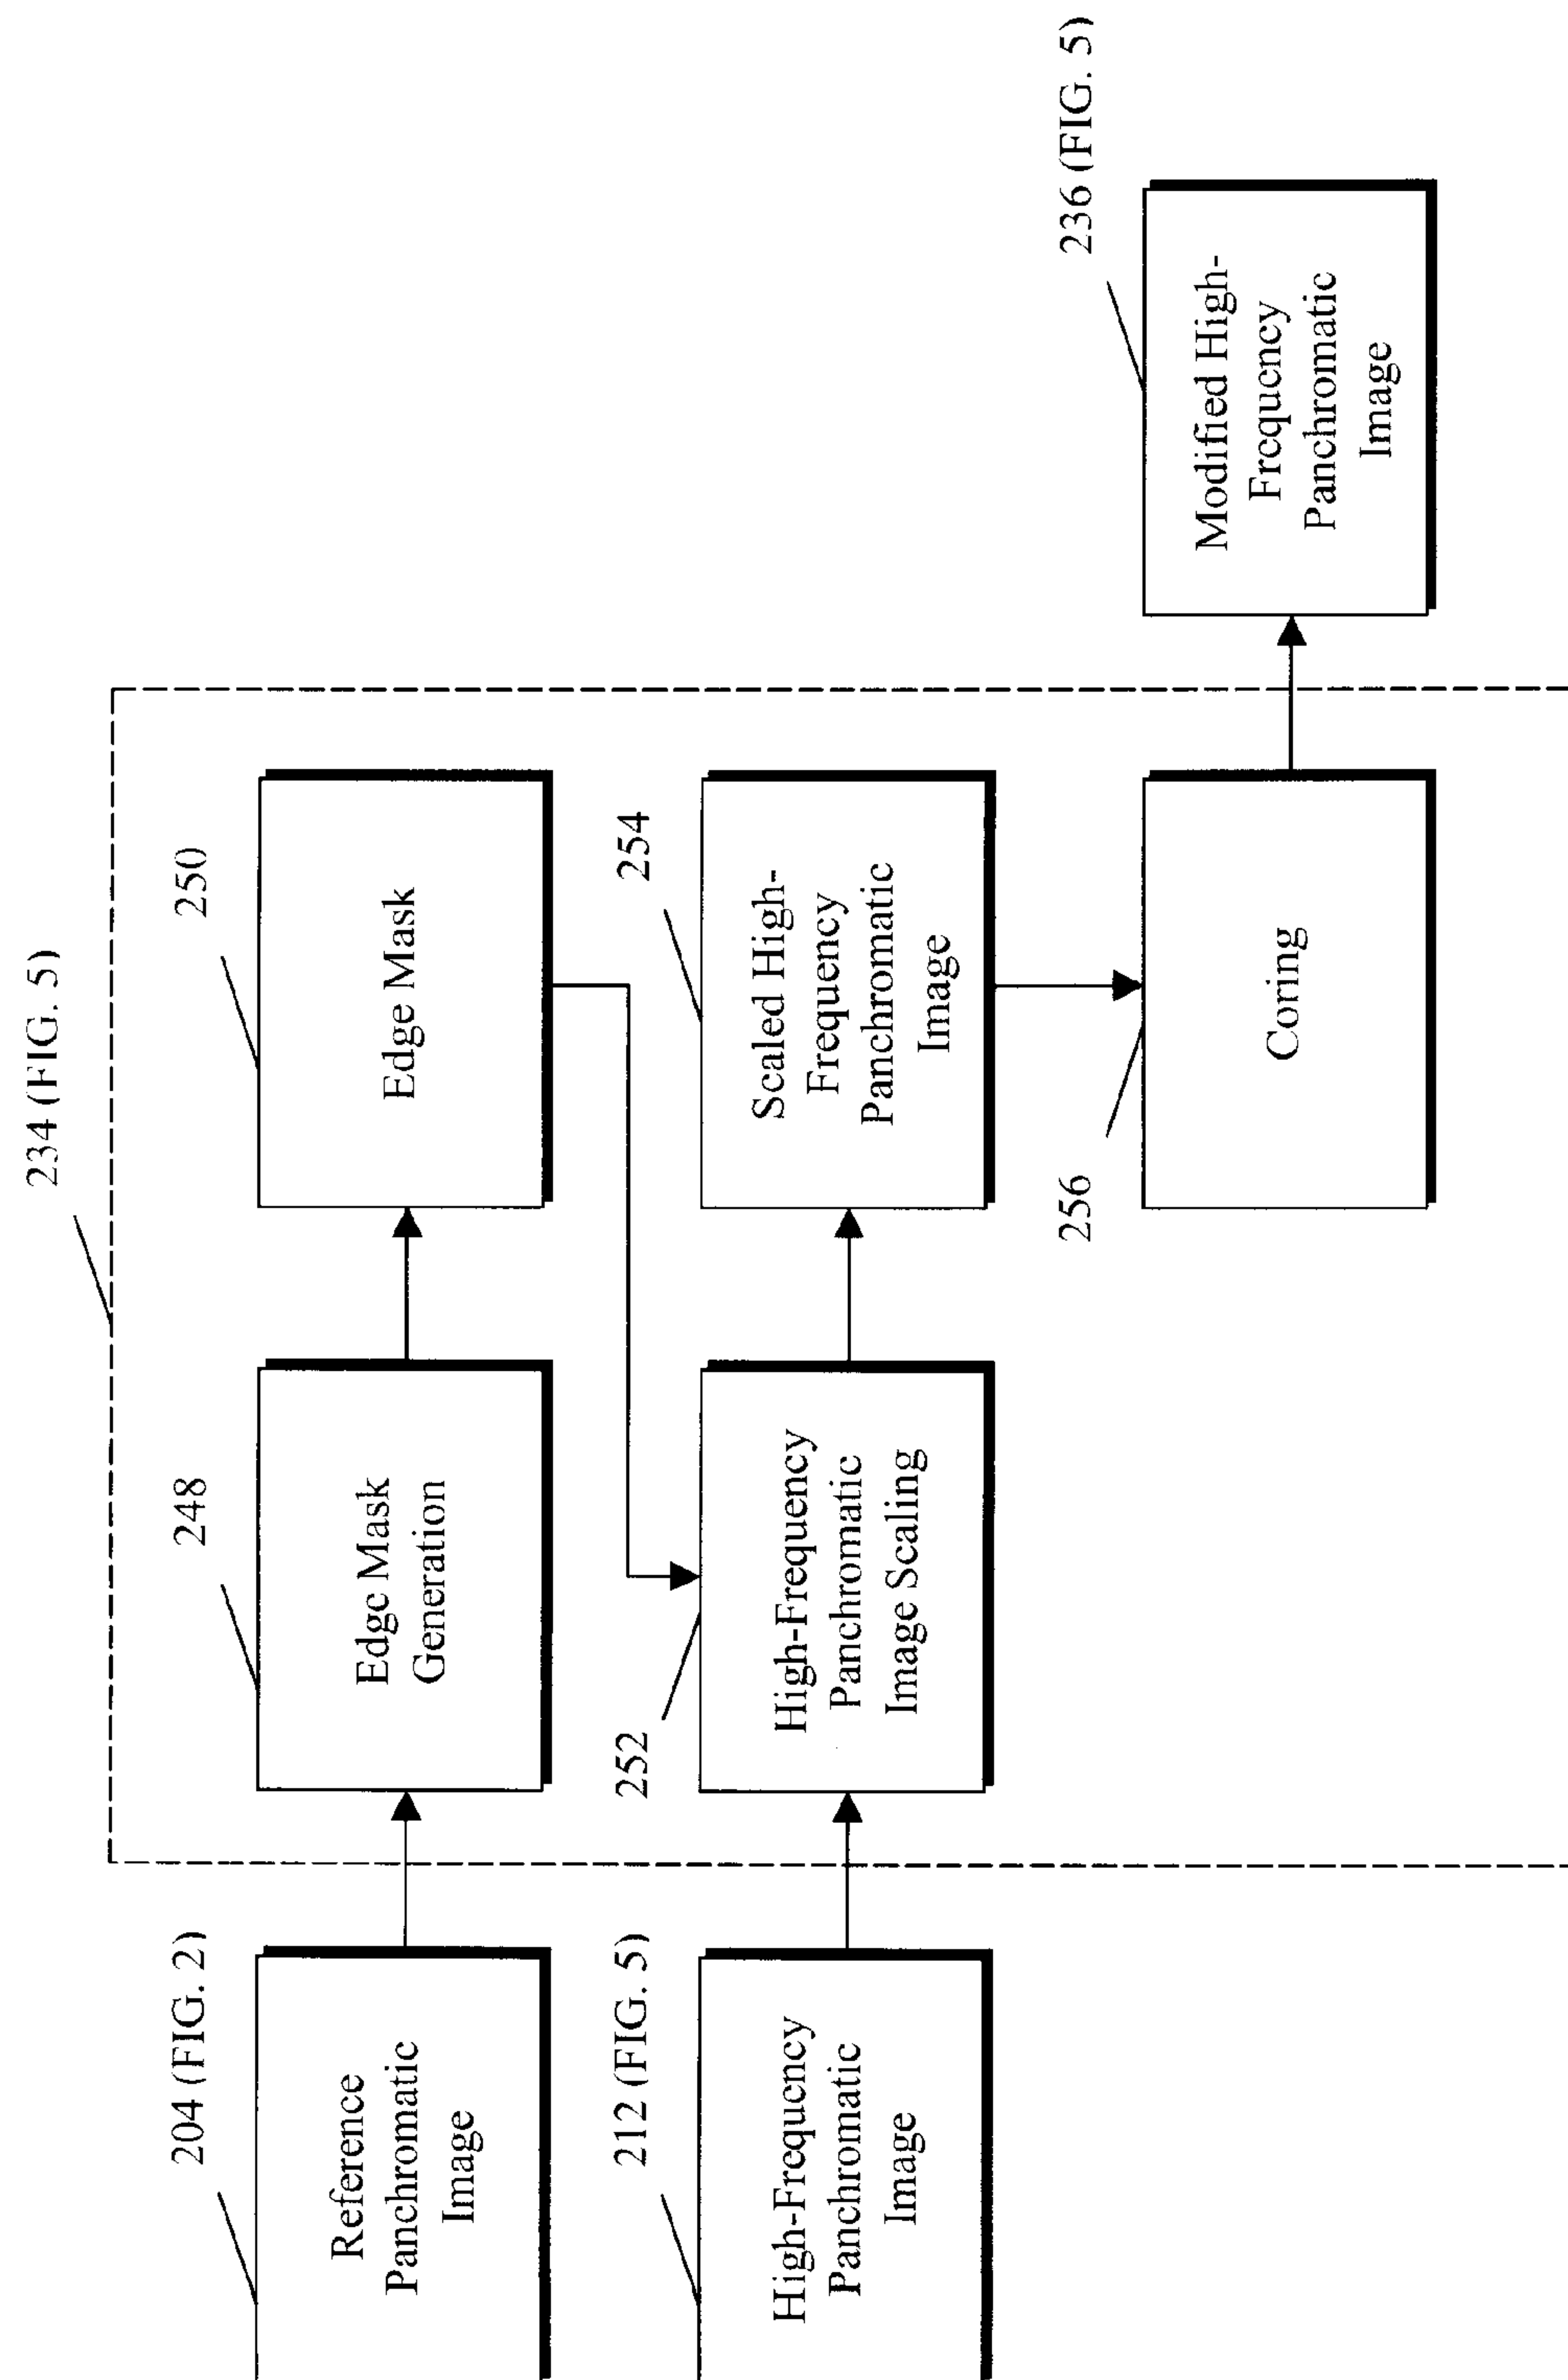 234 (FIG. 5)
204 (FIG. 2)
Reference
Panchromatic
Image
248
Edge Mask
Generation
250
Edge Mask
212 (FIG. 5)
High-Frequency
Panchromatic
Image
252
High-Frequency
Panchromatic
Image Scaling
254
Scaled High-
Frequency
Panchromatic
Image
256
Coring
236 (FIG. 5)
Modified High-
Frequency
Panchromatic
Image